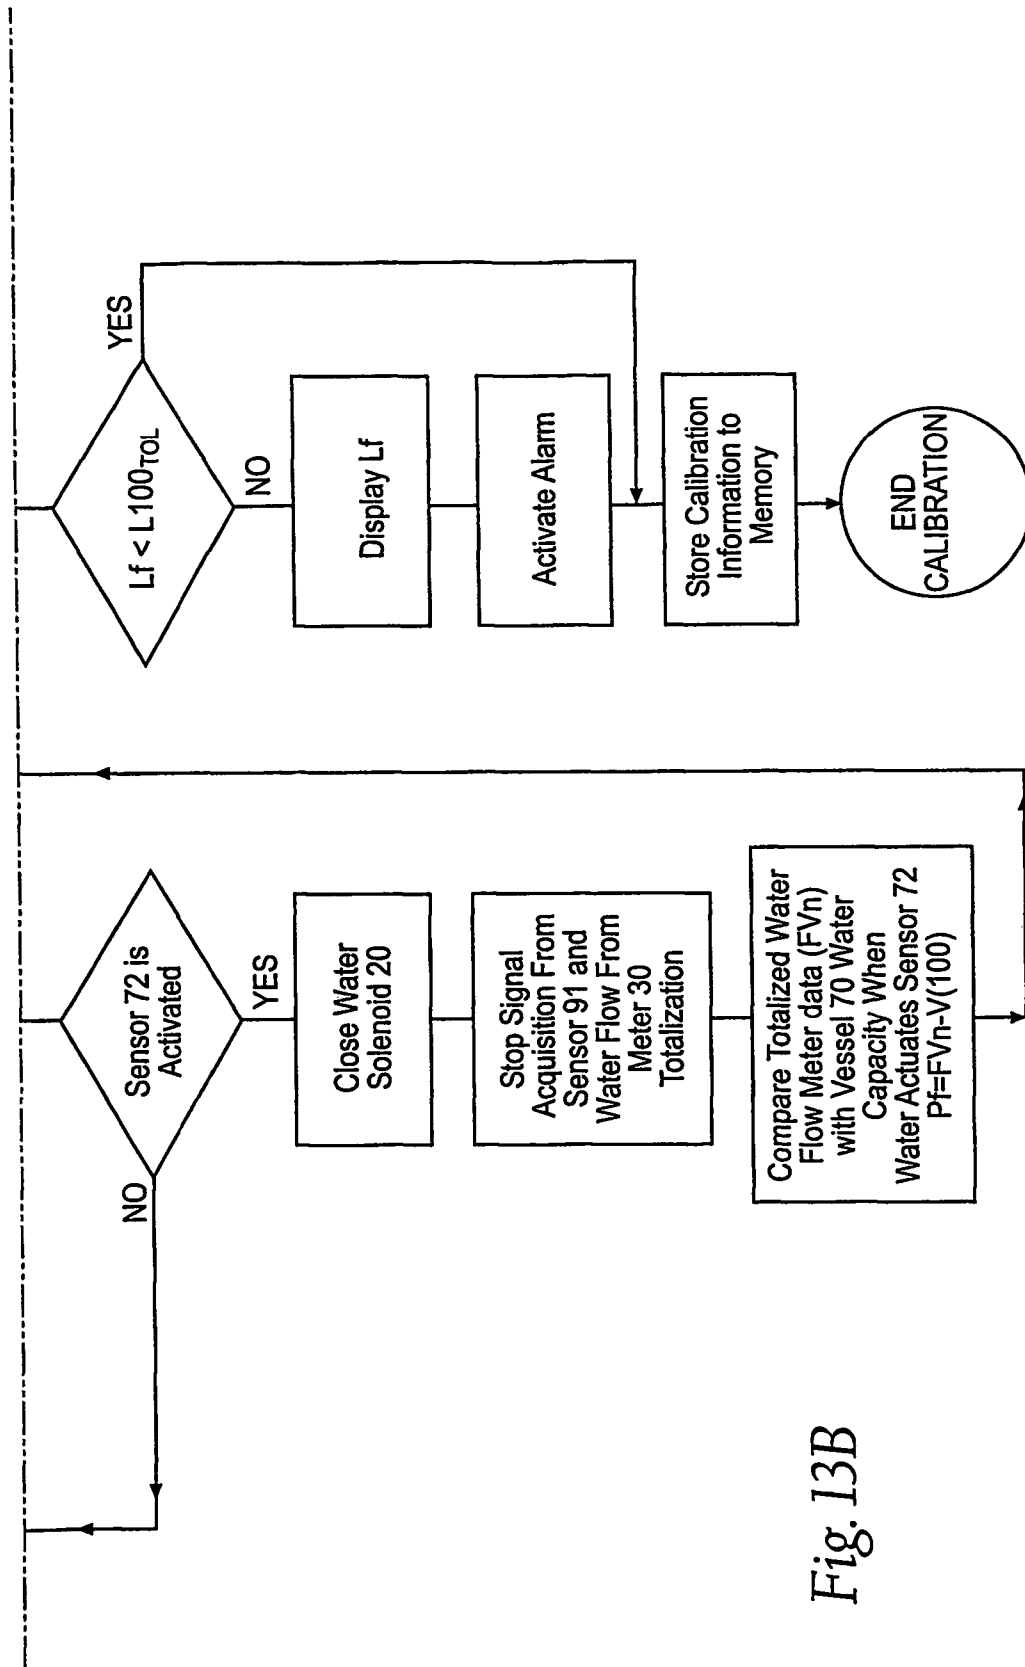 Sensor 72 is
Activated
NO
YES
Close Water
Solenoid 20
Stop Signal
Acquisition From
Sensor 91 and
Water Flow From
Meter 30
Totalization
Compare Totalized Water
Flow Meter data (FVn)
with Vessel 70 Water
Capacity When
Water Actuates Sensor 72
Pf=FVn-V(100)
Lf < L100TOL
YES
NO
Display Lf
Activate Alarm
Store Calibration
Information to
Memory
END
CALIBRATION
Fig. 13B